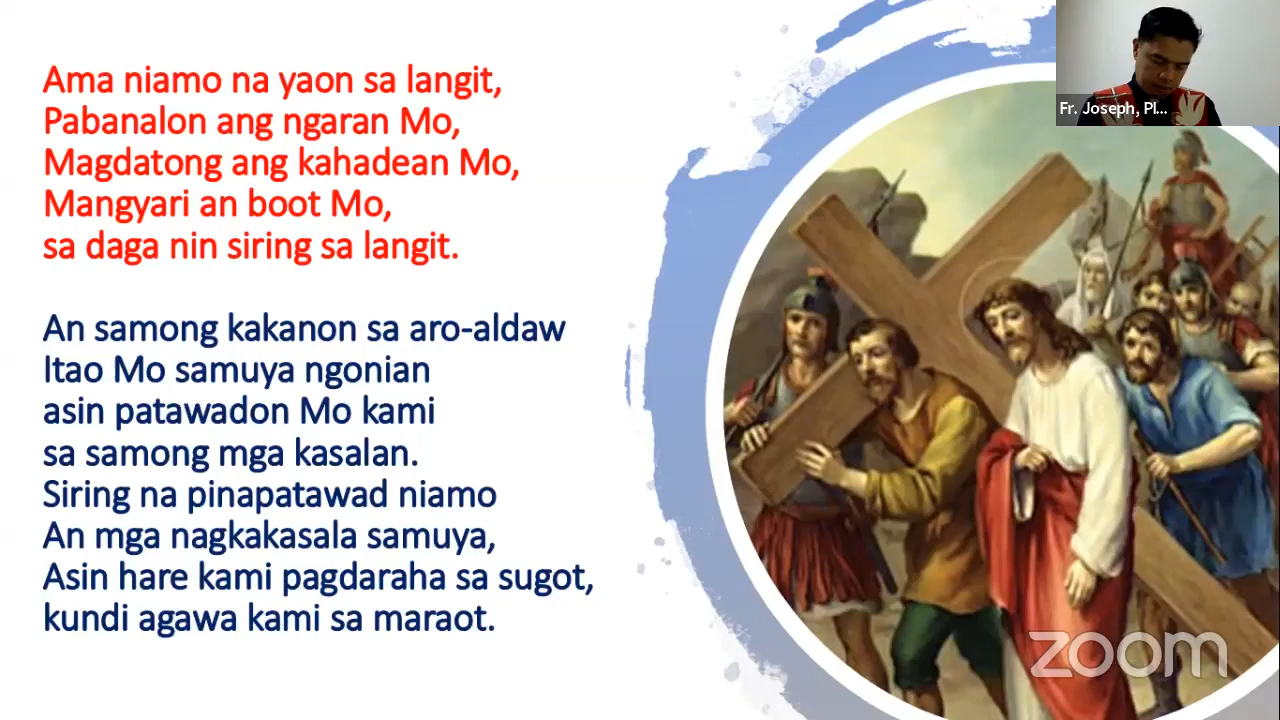 Ama niamo na yaon sa langit,
Pabanalon ang ngaran Mo,
Magdatong ang kahadean Mo,
Mangyari an boot Mo,
sa daga nin siring sa langit.
An samong kakanon sa aro-aldaw
Itao Mo samuya ngonian
asin patawadon Mo kami
sa samong mga kasalan.
Siring na pinapatawad niamo
An mga nagkakasala samuya,
Asin hare kami pagdaraha sa sugot,
kundi agawa kami sa maraot.
Fr. Joseph, Pl...
zoom